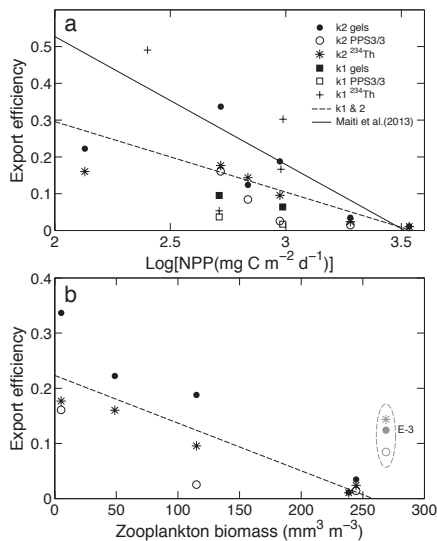 a
k2 gels
k2 PPS3/3
k2 ²³⁴Th
k1 gels
k1 PPS3/3
k1 ²³⁴Th
k1 & 2
Maiti et al.(2013)
0.5
0.4
0.3
0.2
0.1
0
Export efficiency
2
2.5
3
3.5
Log[NPP(mg C m⁻² d⁻¹)]
b
0.4
0.3
0.2
0.1
0
Export efficiency
E-3
0
50
100
150
200
250
300
Zooplankton biomass (mm³ m⁻³)